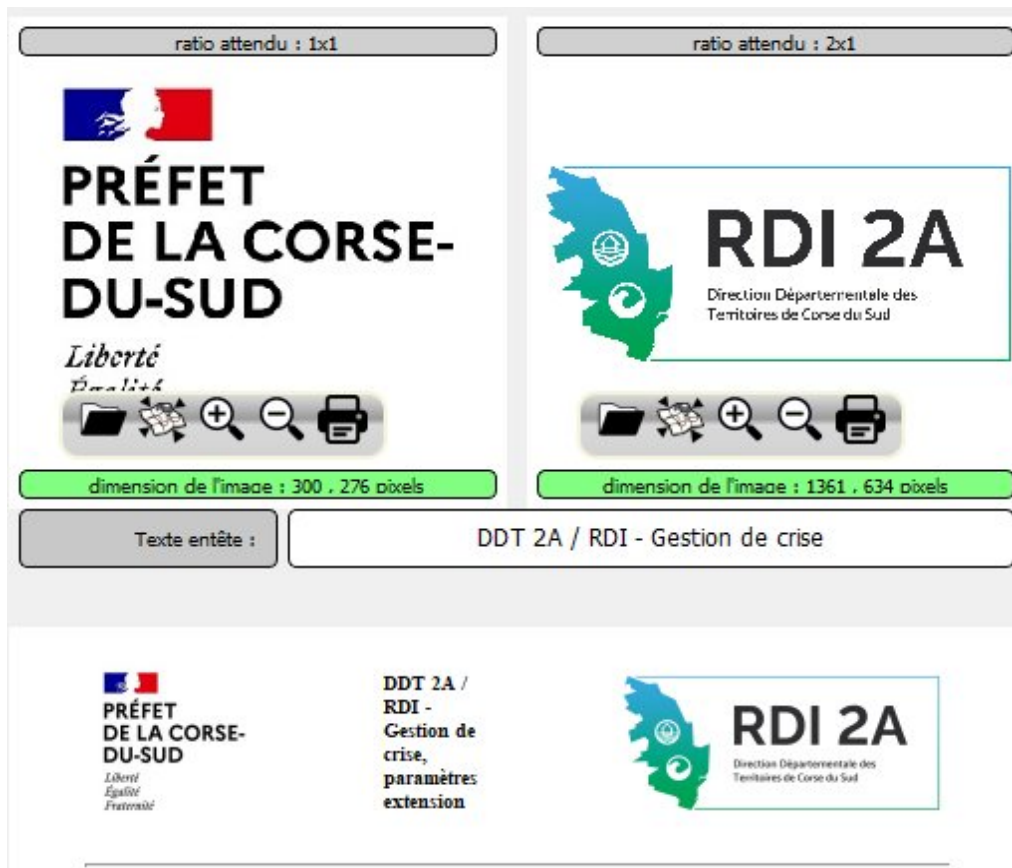 ratio attendu : 1x1
PRÉFET
DE LA CORSE-
DU-SUD
Liberté
Égalité
dimension de l'image : 300 , 276 pixels
ratio attendu : 2x1
RDI 2A
Direction Départementale des
Territoires de Corse du Sud
dimension de l'image : 1361 , 634 pixels
Texte entête :
DDT 2A / RDI - Gestion de crise
PRÉFET
DE LA CORSE-
DU-SUD
Liberté
Égalité
Fraternité
DDT 2A /
RDI -
Gestion de
crise,
paramètres
extension
RDI 2A
Direction Départementale des
Territoires de Corse du Sud